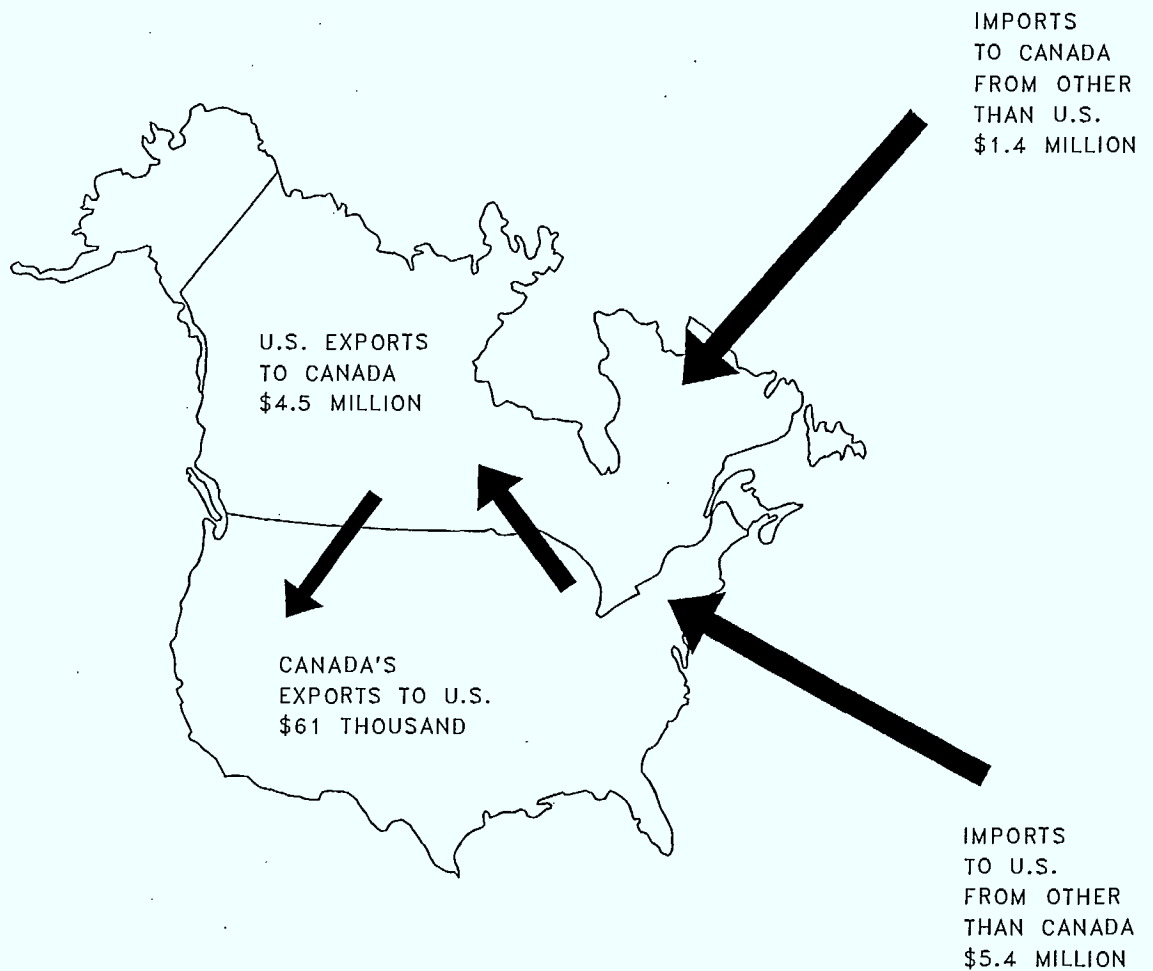 IMPORTS
TO CANADA
FROM OTHER
THAN U.S.
$1.4 MILLION
U.S. EXPORTS
TO CANADA
$4.5 MILLION
CANADA'S
EXPORTS TO U.S.
$61 THOUSAND
IMPORTS
TO U.S.
FROM OTHER
THAN CANADA
$5.4 MILLION